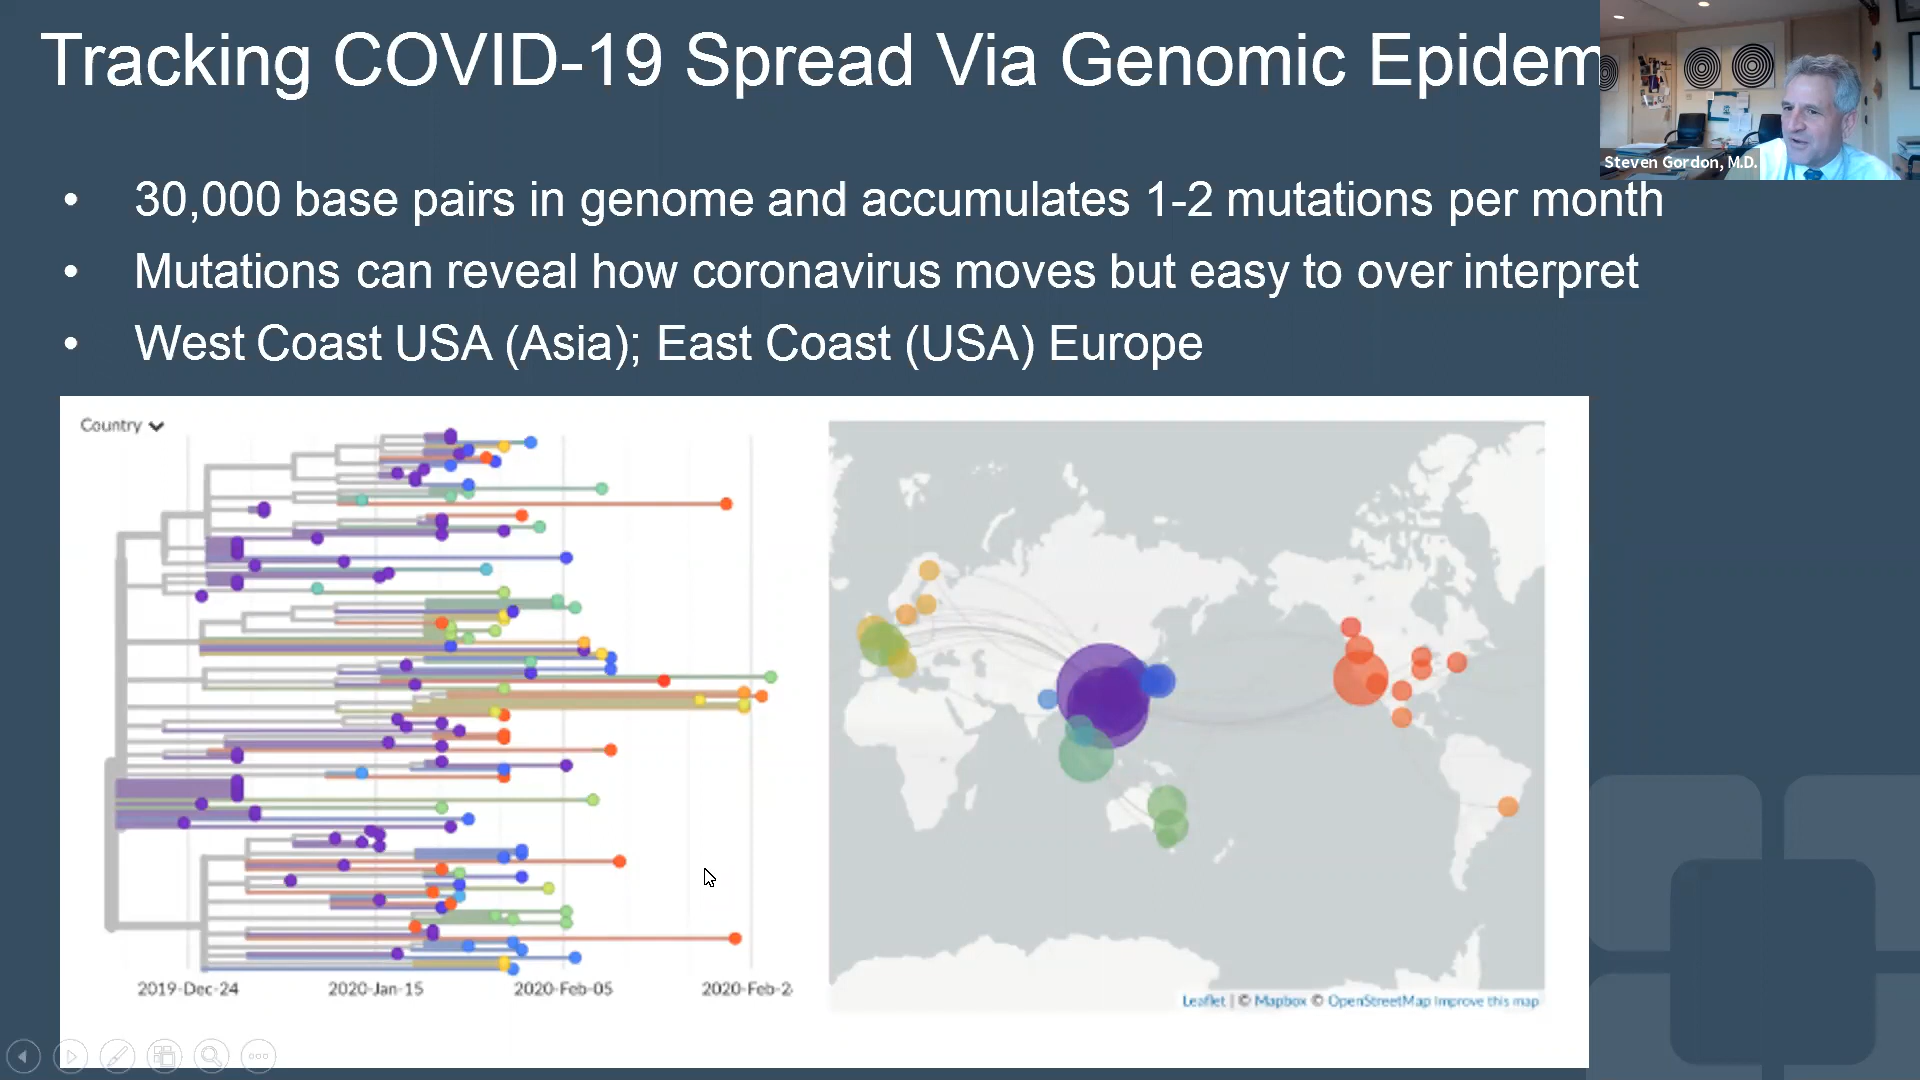 Tracking COVID-19 Spread Via Genomic Epidem
Steven Gordon, M.D.
• 30,000 base pairs in genome and accumulates 1-2 mutations per month
• Mutations can reveal how coronavirus moves but easy to over interpret
• West Coast USA (Asia); East Coast (USA) Europe
Country
2019-Dec-24 2020-Jan-15 2020-Feb-05 2020-Feb-2
Leaflet | © Mapbox © OpenStreetMap Improve this map